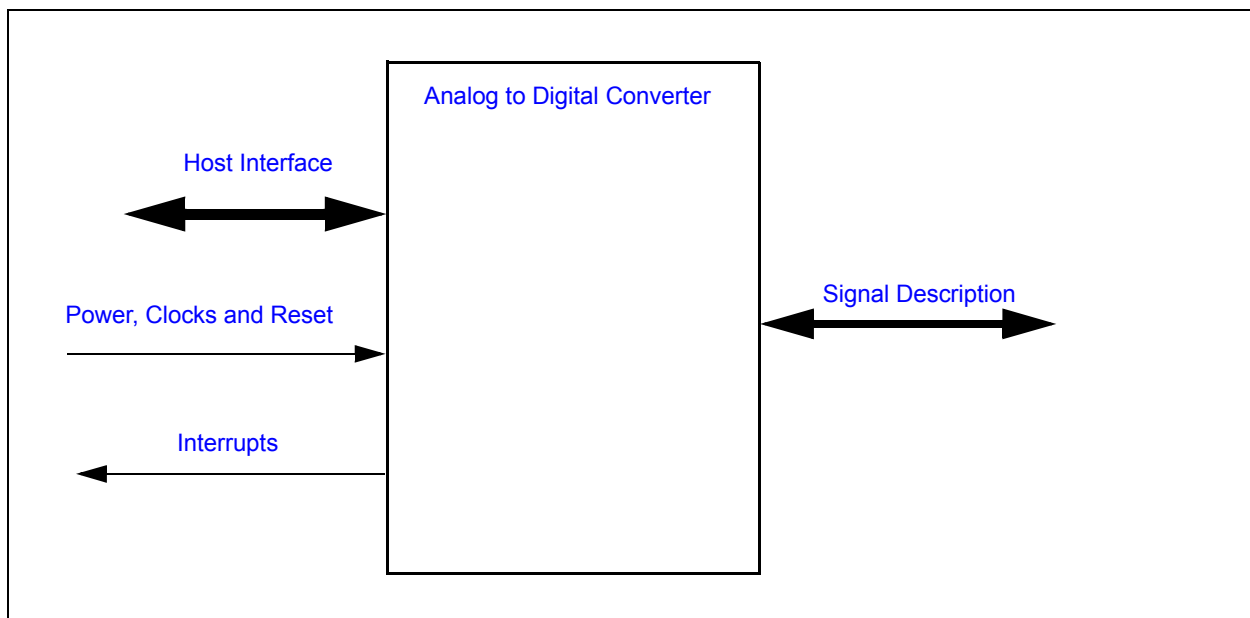 Analog to Digital Converter
Host Interface
Power, Clocks and Reset
Interrupts
Signal Description